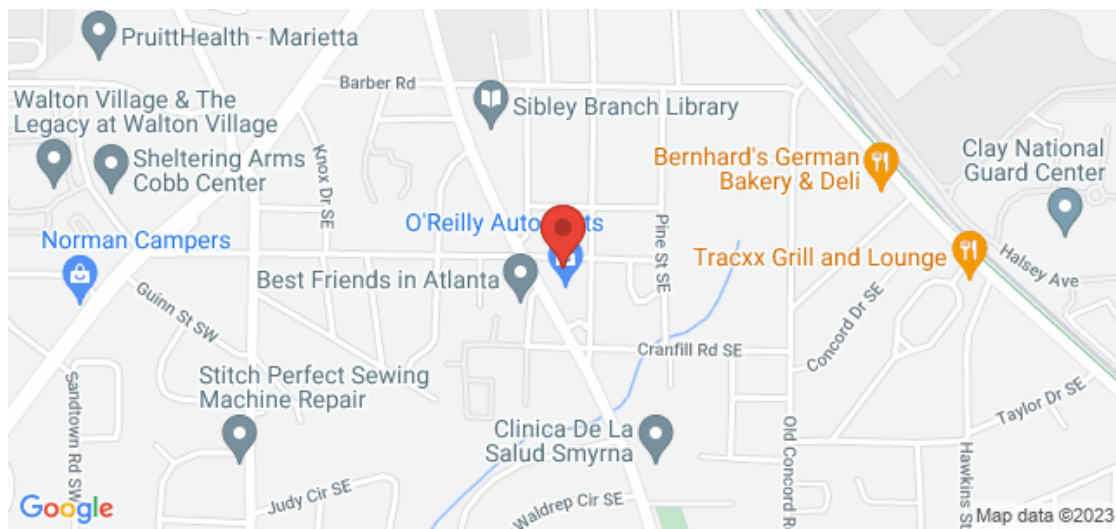 PruittHealth - Marietta
Barber Rd
Walton Village & The
Legacy at Walton Village
Sibley Branch Library
Knox Dr SE
Sheltering Arms
Cobb Center
Bernhard's German
Bakery & Deli
Clay National
Guard Center
O'Reilly Auto
Pine St SE
Norman Campers
Tracxx Grill and Lounge
Halsey Ave
Best Friends in Atlanta
Guinn St SW
Concord Dr SE
Cranfill Rd SE
Stitch Perfect Sewing
Machine Repair
Sandtown Rd SW
Taylor Dr SE
Clinica De La
Salud Smyrna
Old Concord Rd
Hawkins St
Judy Cir SE
Waldrep Cir SE
Google
Map data ©2023